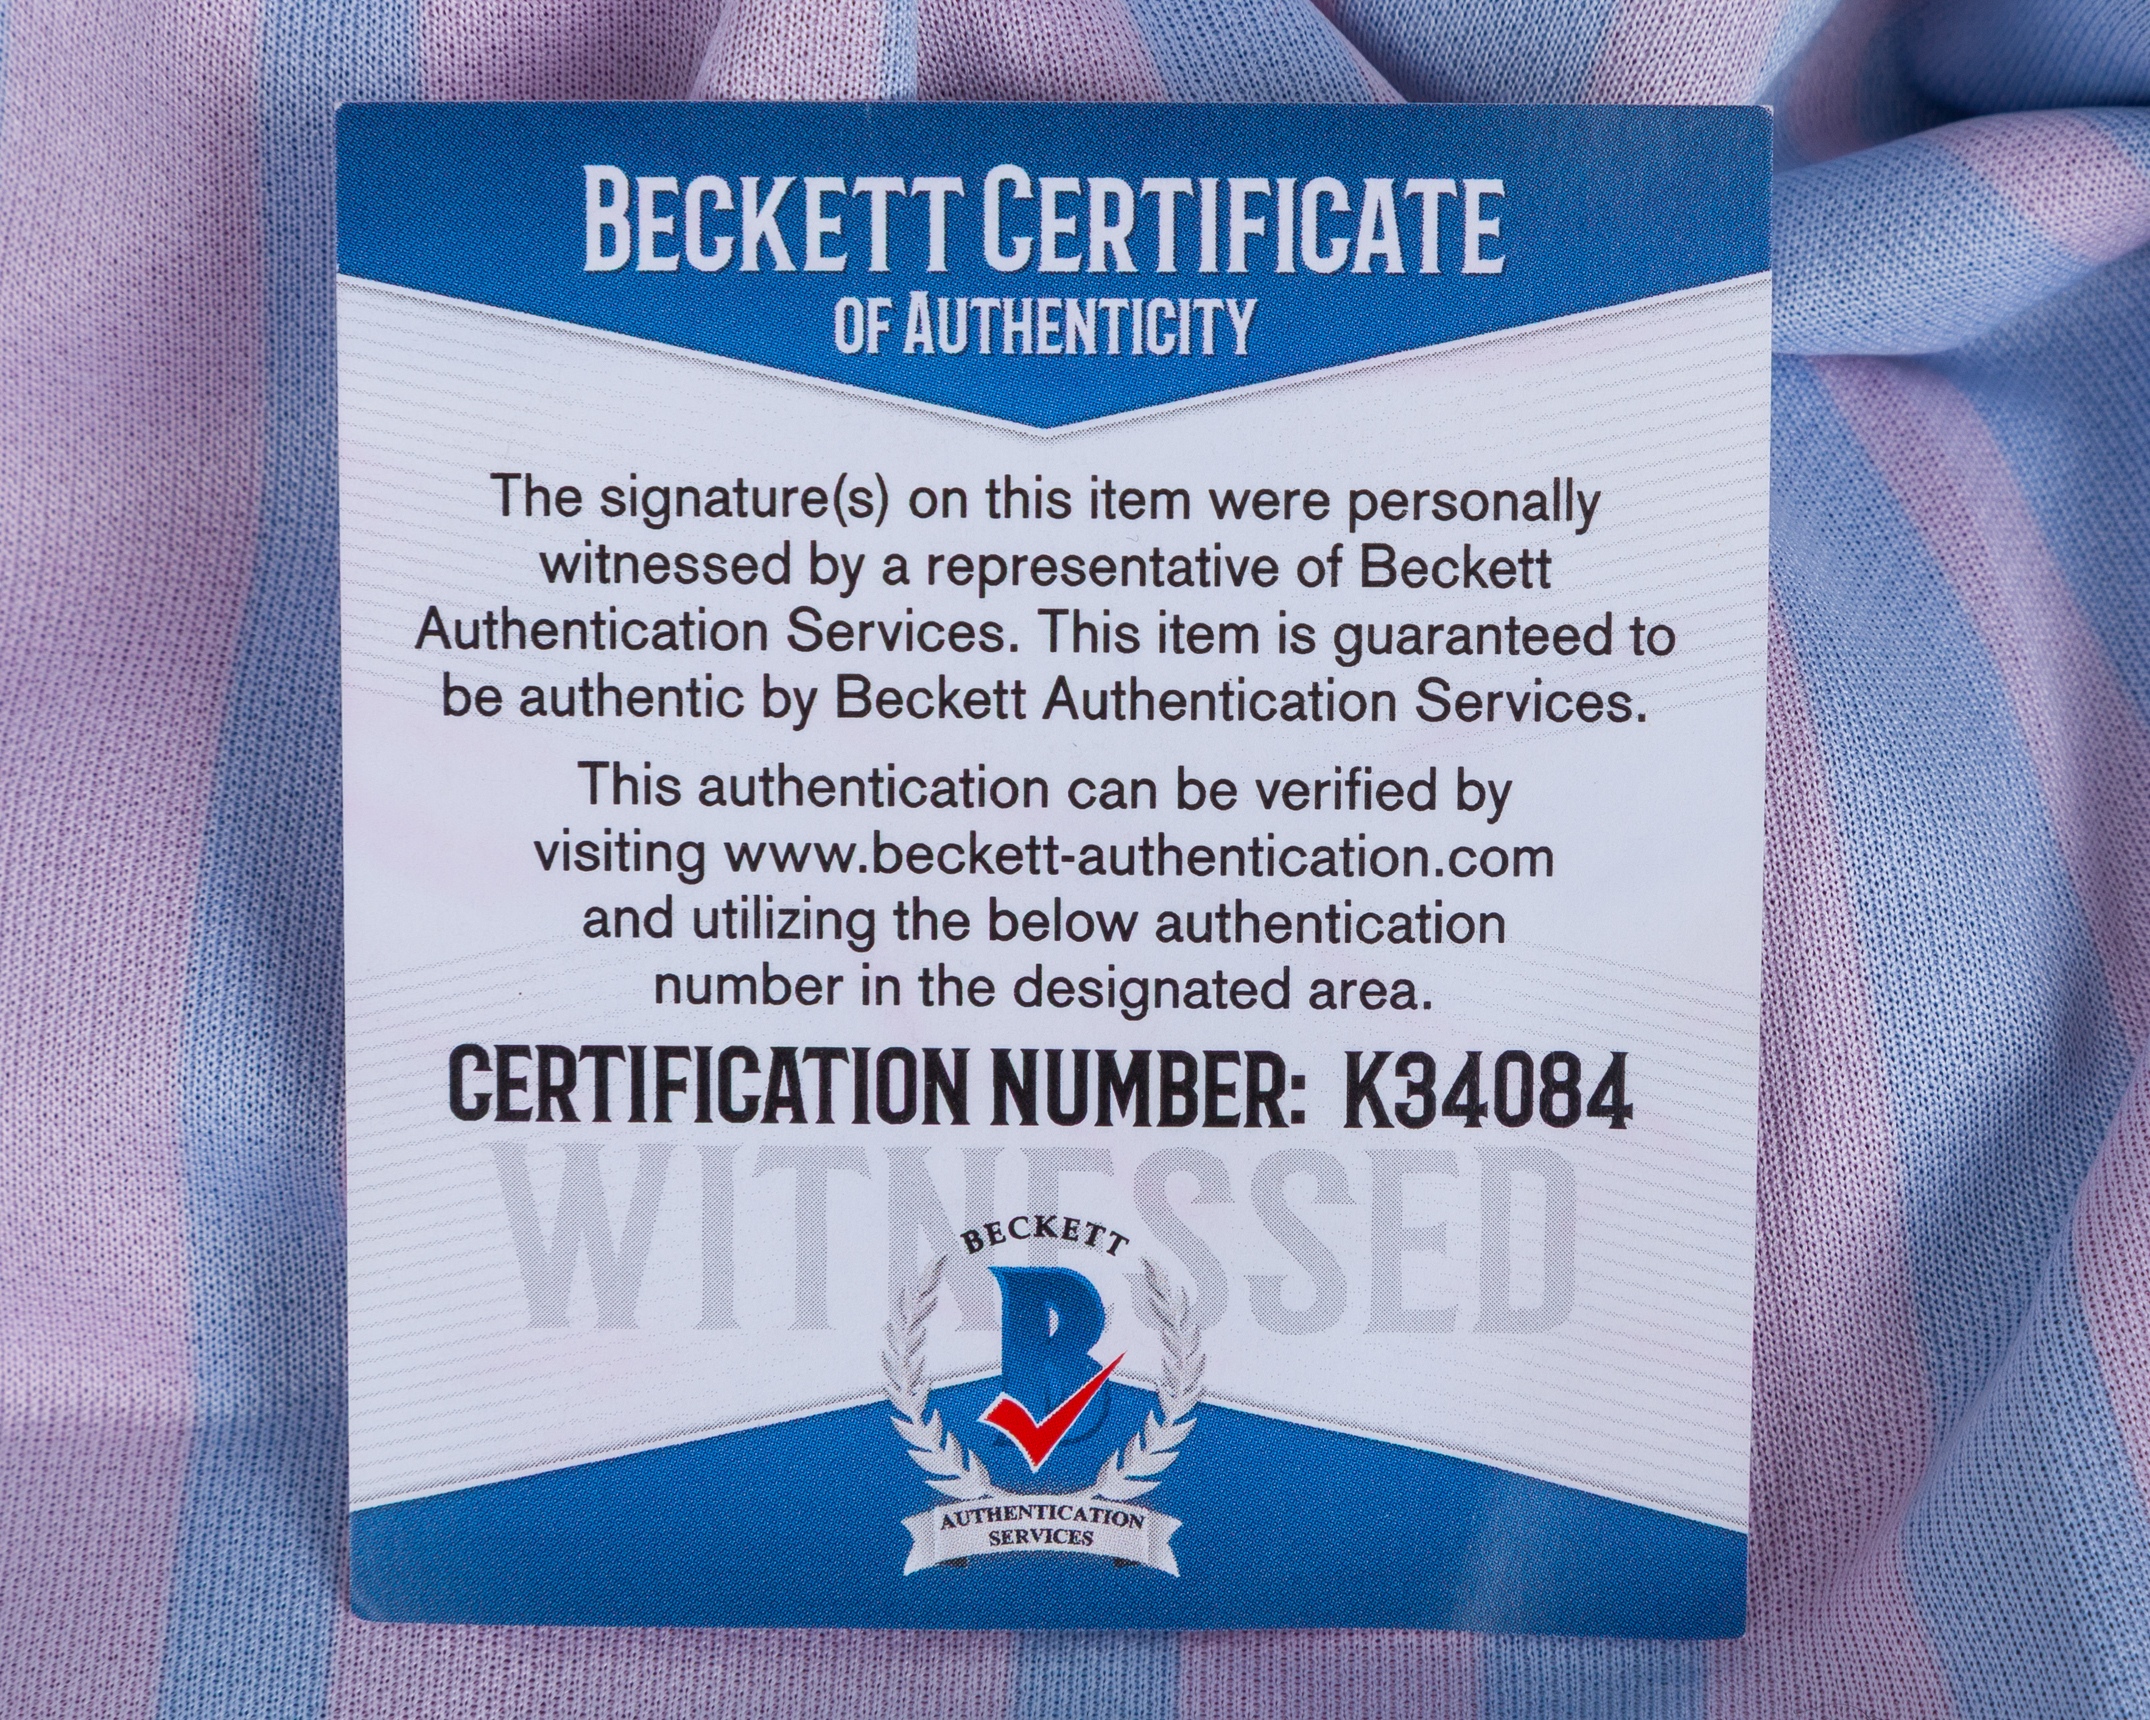 BECKETT CERTIFICATE
OF AUTHENTICITY
The signature(s) on this item were personally
witnessed by a representative of Beckett
Authentication Services. This item is guaranteed to
be authentic by Beckett Authentication Services.
This authentication can be verified by
visiting www.beckett-authentication.com
and utilizing the below authentication
number in the designated area.
CERTIFICATION NUMBER: K34084
WITNESSED
BECKETT
B
AUTHENTICATION
SERVICES